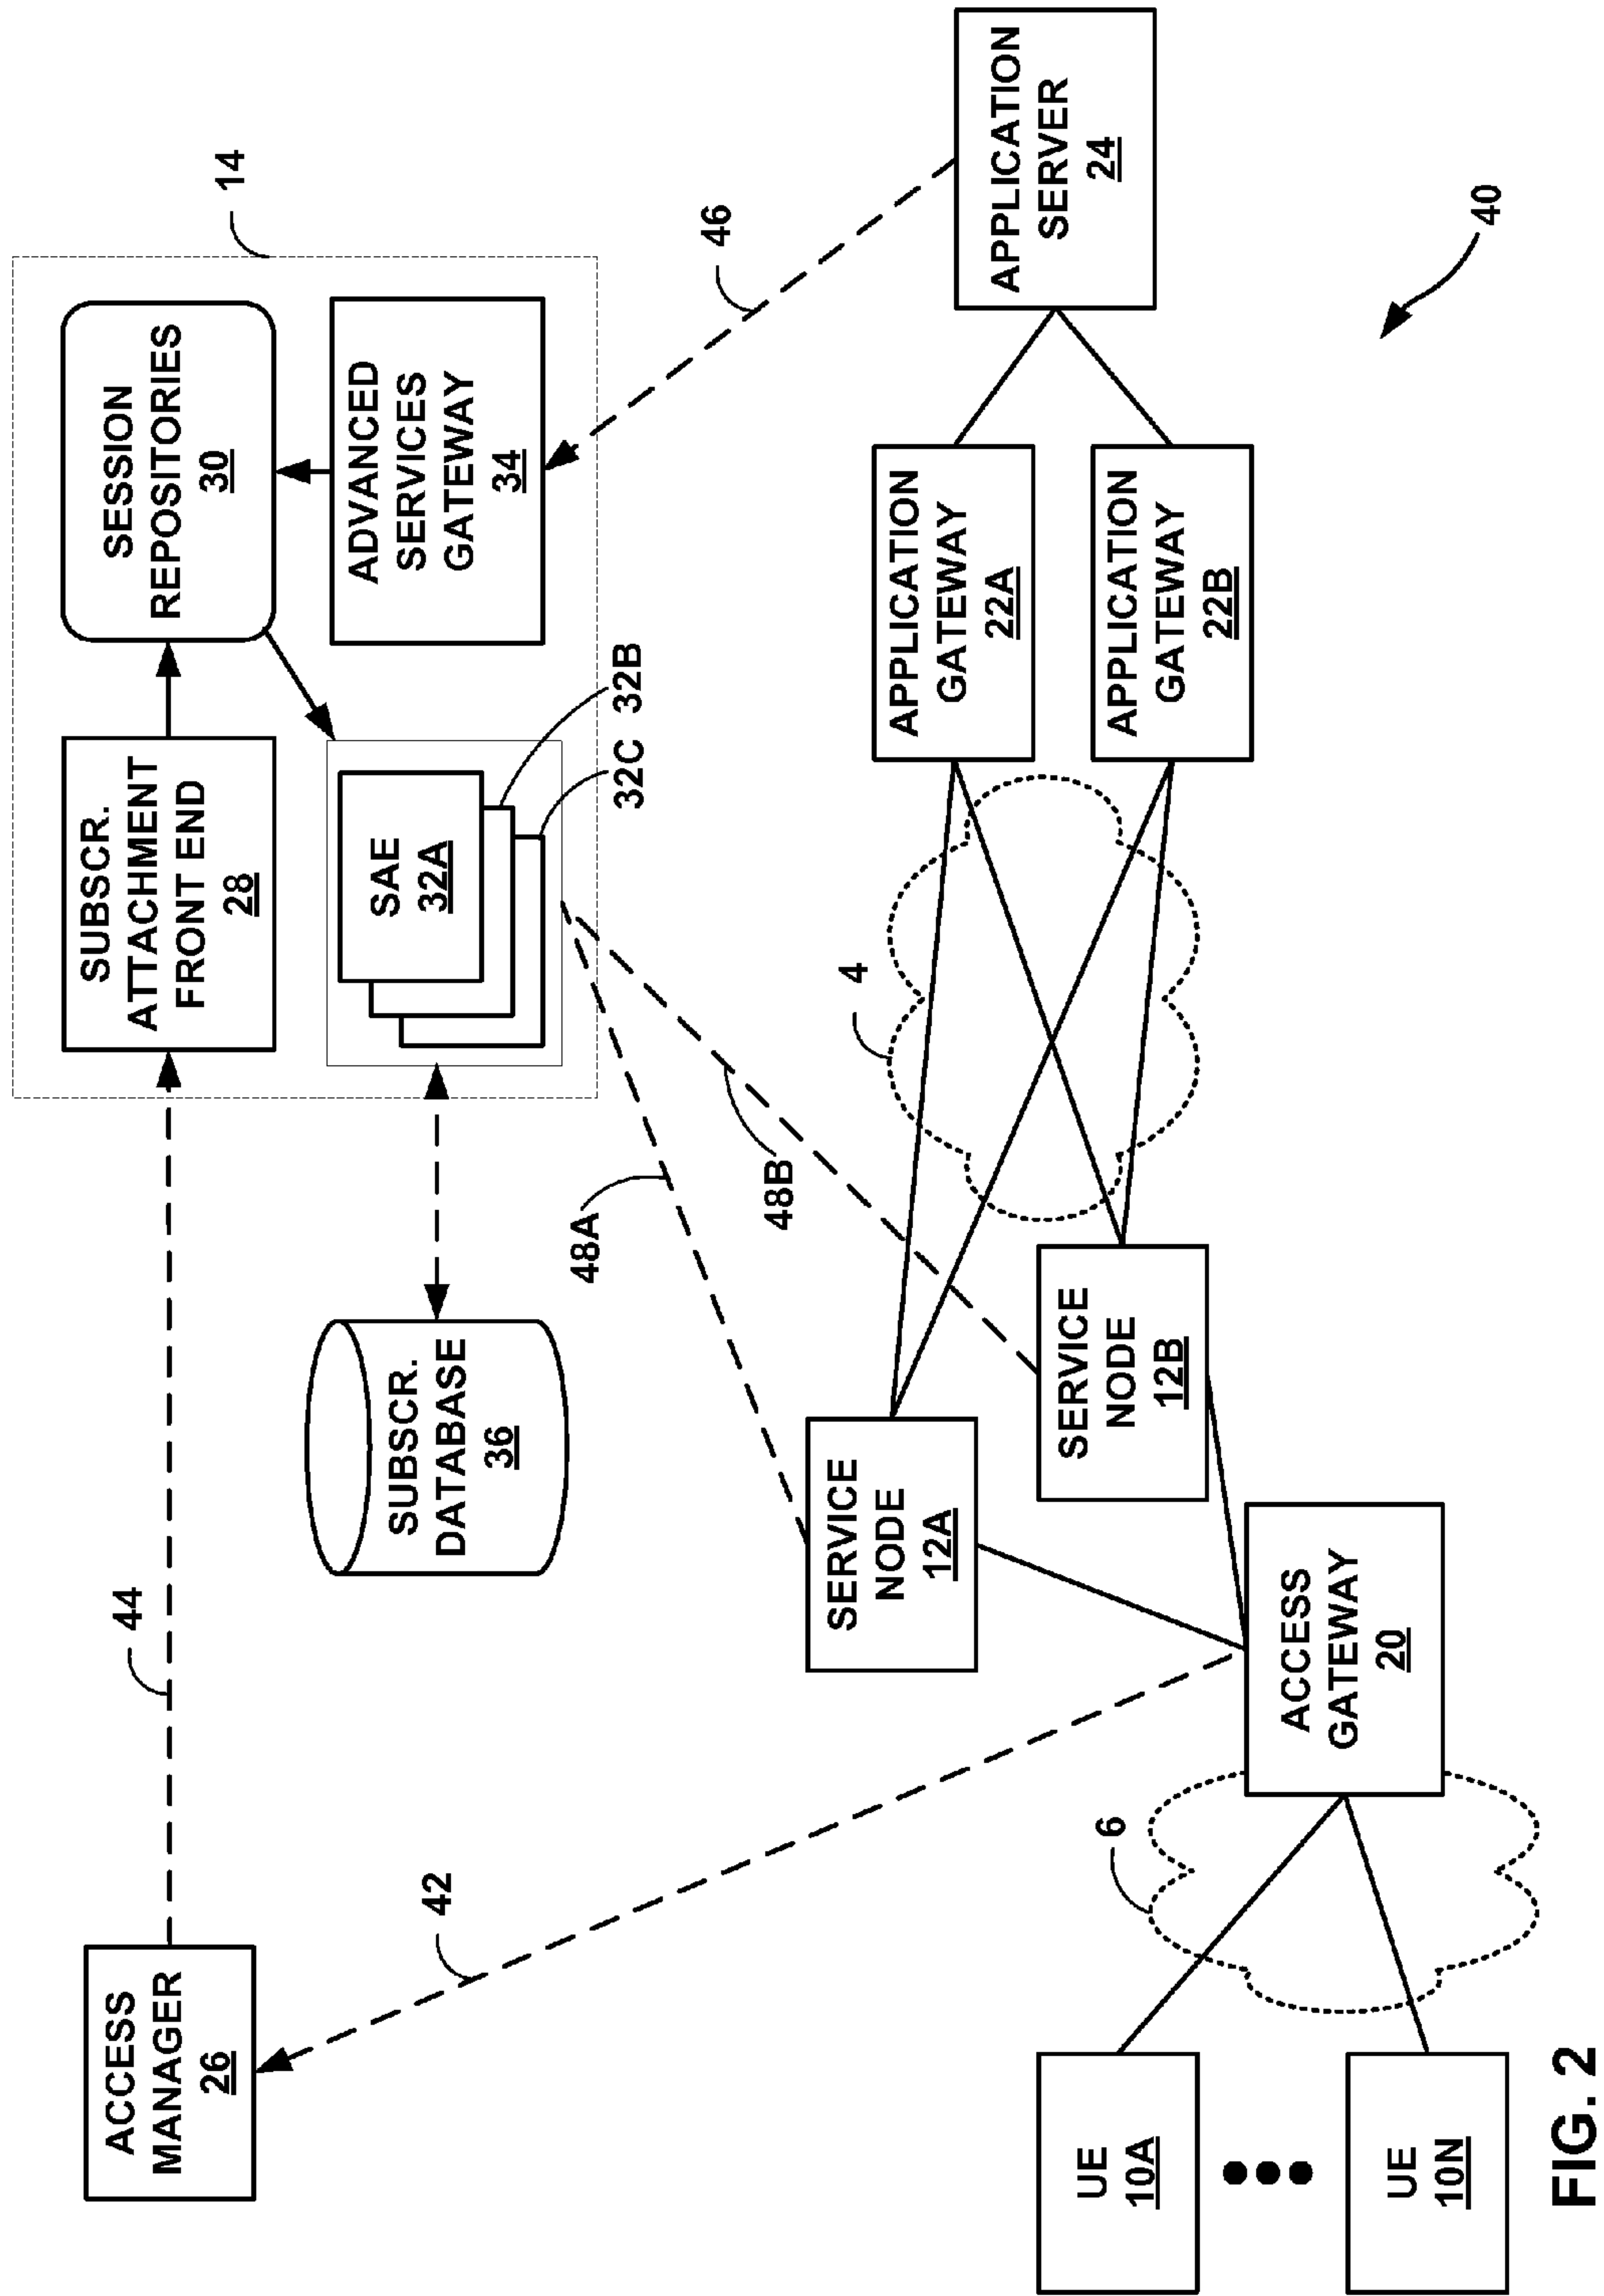 ACCESS
MANAGER
26
44
SUBSCR.
ATTACHMENT
FRONT END
28
SESSION
REPOSITORIES
30
14
SUBSCR.
DATABASE
36
SAE
32A
32B
32C
ADVANCED
SERVICES
GATEWAY
34
42
48A
48B
46
SERVICE
NODE
12A
SERVICE
NODE
12B
4
APPLICATION
GATEWAY
22A
APPLICATION
GATEWAY
22B
APPLICATION
SERVER
24
UE
10A
UE
10N
6
ACCESS
GATEWAY
20
40
FIG. 2